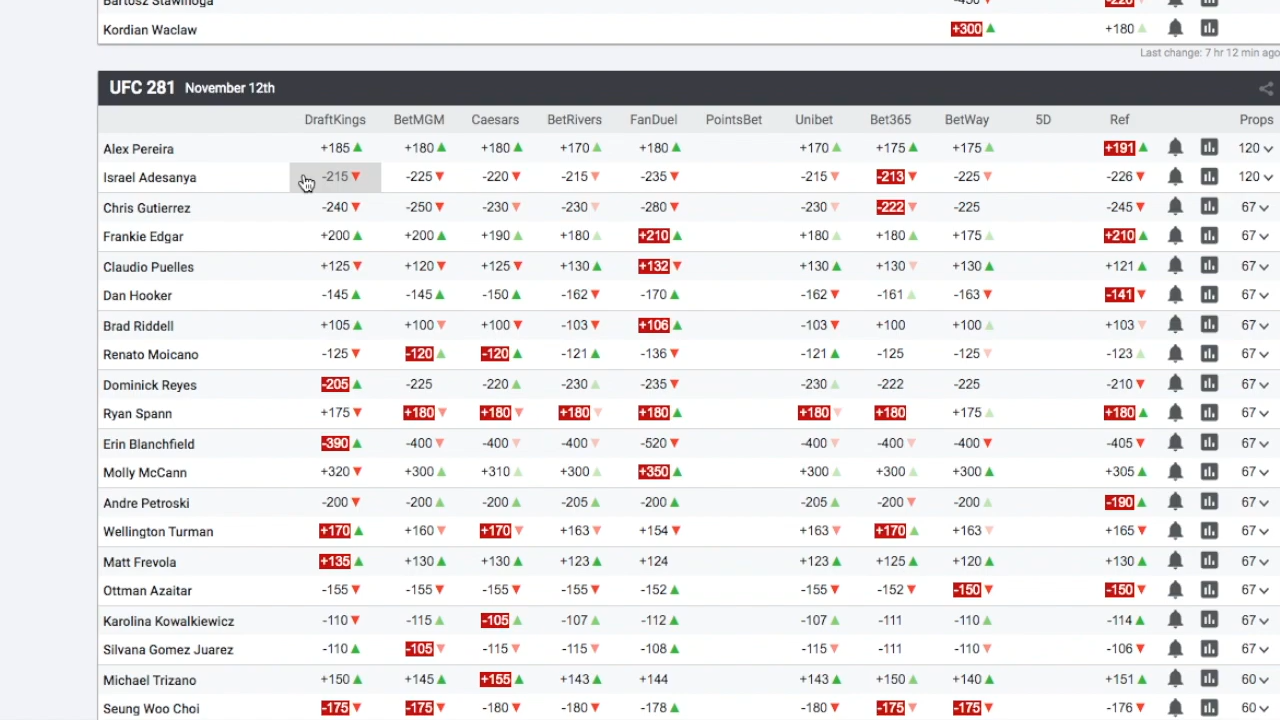 Bartosz Stawinoga
Kordian Waclaw +300 +180
Last change: 7 hr 12 min ago
UFC 281 November 12th
DraftKings BetMGM Caesars BetRivers FanDuel PointsBet Unibet Bet365 BetWay 5D Ref Props
Alex Pereira +185 +180 +180 +170 +180 +170 +175 +175 +191 120
Israel Adesanya -215 -225 -220 -215 -235 -215 -213 -225 -226 120
Chris Gutierrez -240 -250 -230 -230 -280 -230 -222 -225 -245 67
Frankie Edgar +200 +200 +190 +180 +210 +180 +180 +175 +210 67
Claudio Puelles +125 +120 +125 +130 +132 +130 +130 +130 +121 67
Dan Hooker -145 -145 -150 -162 -170 -162 -161 -163 -141 67
Brad Riddell +105 +100 +100 -103 +106 -103 +100 +100 +103 67
Renato Moicano -125 -120 -120 -121 -136 -121 -125 -125 -123 67
Dominick Reyes -205 -225 -220 -230 -235 -230 -222 -225 -210 67
Ryan Spann +175 +180 +180 +180 +180 +180 +180 +175 +180 67
Erin Blanchfield -390 -400 -400 -400 -520 -400 -400 -400 -405 67
Molly McCann +320 +300 +310 +300 +350 +300 +300 +300 +305 67
Andre Petroski -200 -200 -200 -205 -200 -205 -200 -200 -190 67
Wellington Turman +170 +160 +170 +163 +154 +163 +170 +163 +165 67
Matt Frevola +135 +130 +130 +123 +124 +123 +125 +120 +130 67
Ottman Azaitar -155 -155 -155 -155 -152 -155 -152 -150 -150 67
Karolina Kowalkiewicz -110 -115 -105 -107 -112 -107 -111 -110 -114 67
Silvana Gomez Juarez -110 -105 -115 -115 -108 -115 -111 -110 -106 67
Michael Trizano +150 +145 +155 +143 +144 +143 +150 +140 +151 60
Seung Woo Choi -175 -175 -180 -180 -178 -180 -175 -175 -176 60